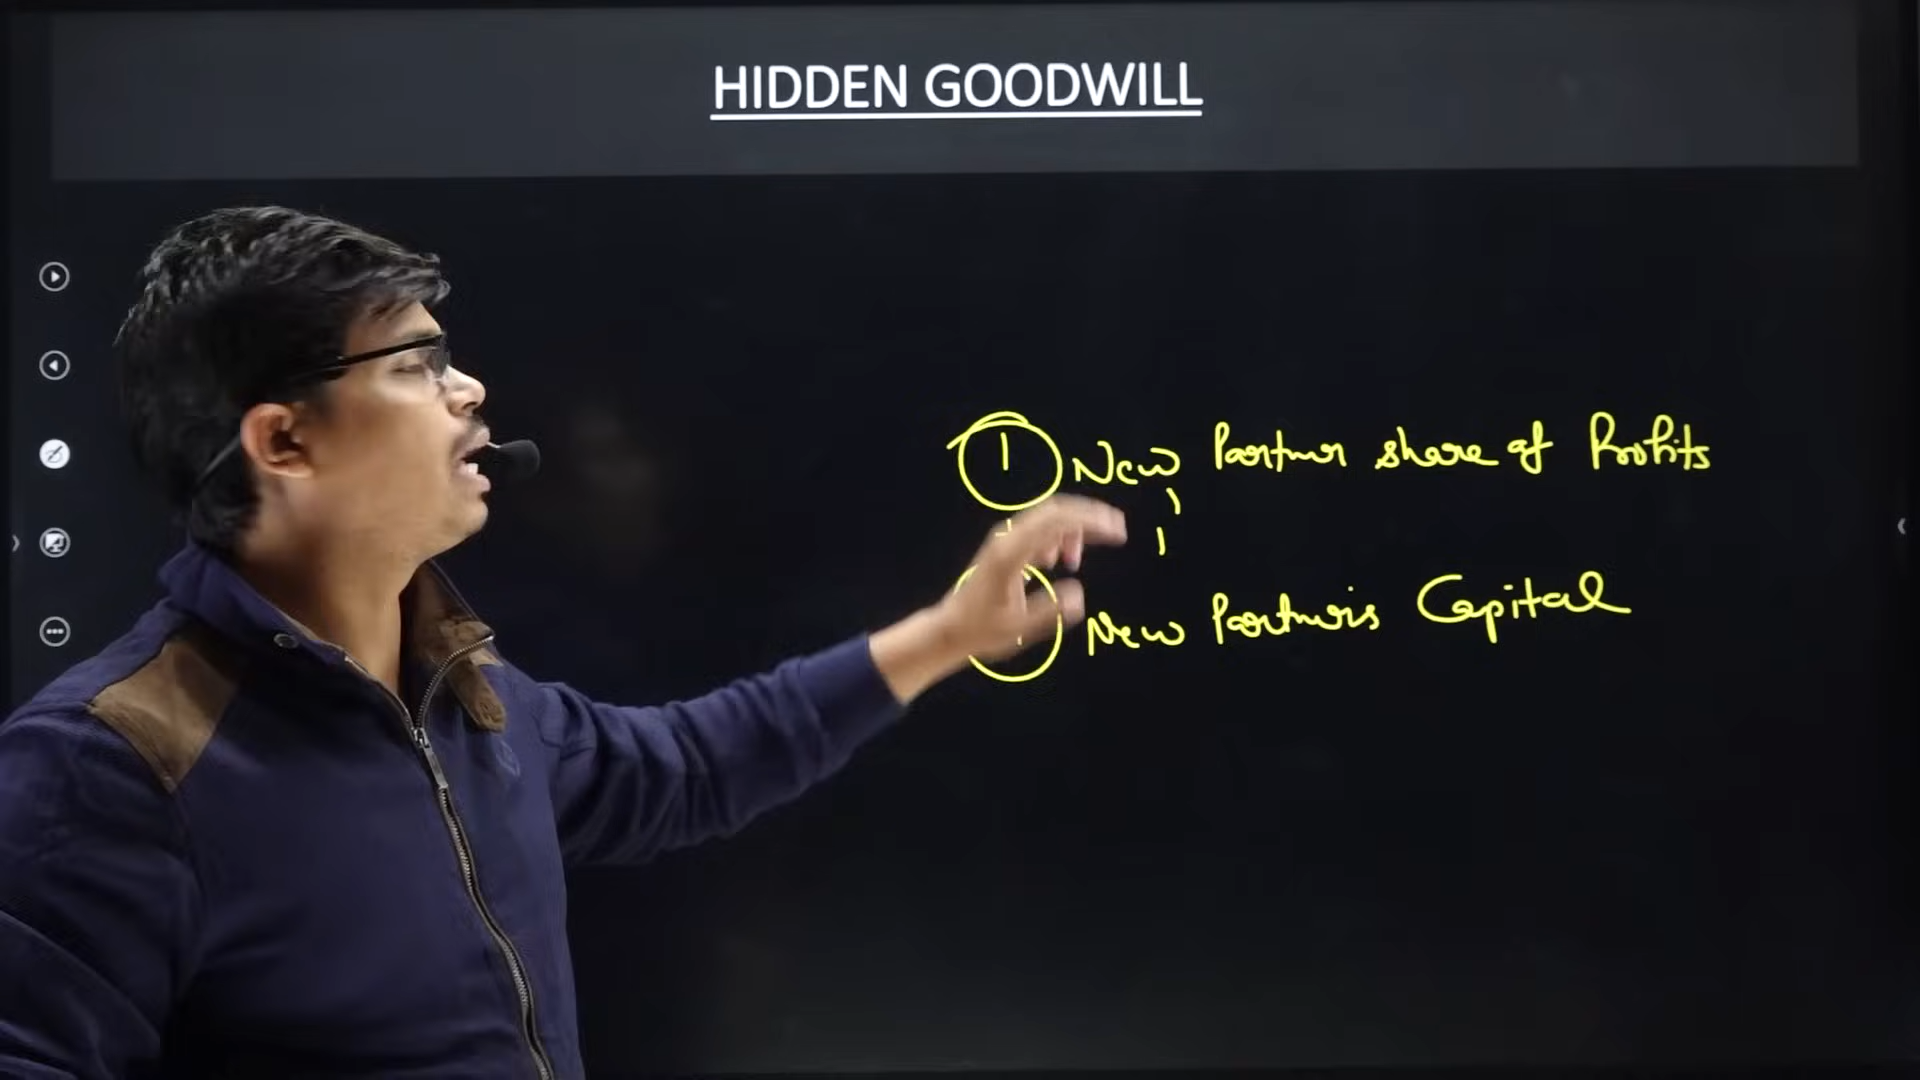 HIDDEN GOODWILL
1 New Partner share of Profits
New Partner's Capital